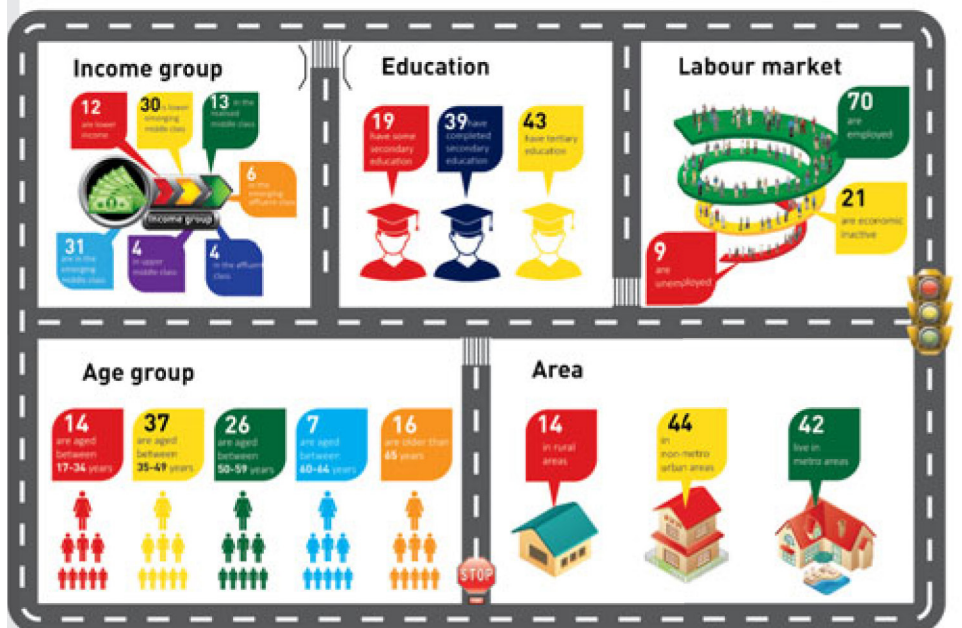 Income group
12
are lower
income
30 is lower
emerging
middle class
13 in the
realised
middle class
6
in the
emerging
affluent class
Income group
31
are in the
emerging
middle class
4
in upper
middle class
4
in the affluent
class
Education
19
have some
secondary
education
39 have
completed
secondary
education
43
have tertiary
education
Labour market
70
are
employed
21
are economic
inactive
9
are
unemployed
Age group
14
are aged
between
17-34 years
37
are aged
between
35-49 years
26
are aged
between
50-59 years
7
are aged
between
60-64 years
16
are older than
65 years
Area
14
in rural
areas
44
in
non-metro
urban areas
42
live in
metro areas
STOP